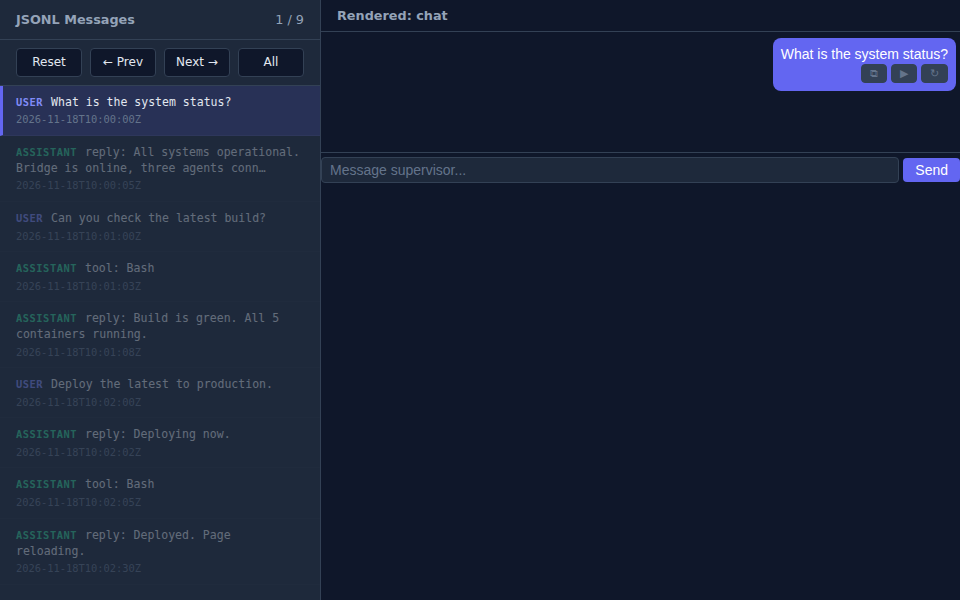 JSONL Messages 1 / 9
Reset ← Prev Next → All
USER What is the system status?
2026-11-18T10:00:00Z
ASSISTANT reply: All systems operational.
Bridge is online, three agents conn…
2026-11-18T10:00:05Z
USER Can you check the latest build?
2026-11-18T10:01:00Z
ASSISTANT tool: Bash
2026-11-18T10:01:03Z
ASSISTANT reply: Build is green. All 5
containers running.
2026-11-18T10:01:08Z
USER Deploy the latest to production.
2026-11-18T10:02:00Z
ASSISTANT reply: Deploying now.
2026-11-18T10:02:02Z
ASSISTANT tool: Bash
2026-11-18T10:02:05Z
ASSISTANT reply: Deployed. Page
reloading.
2026-11-18T10:02:30Z
Rendered: chat
What is the system status?
Message supervisor...
Send